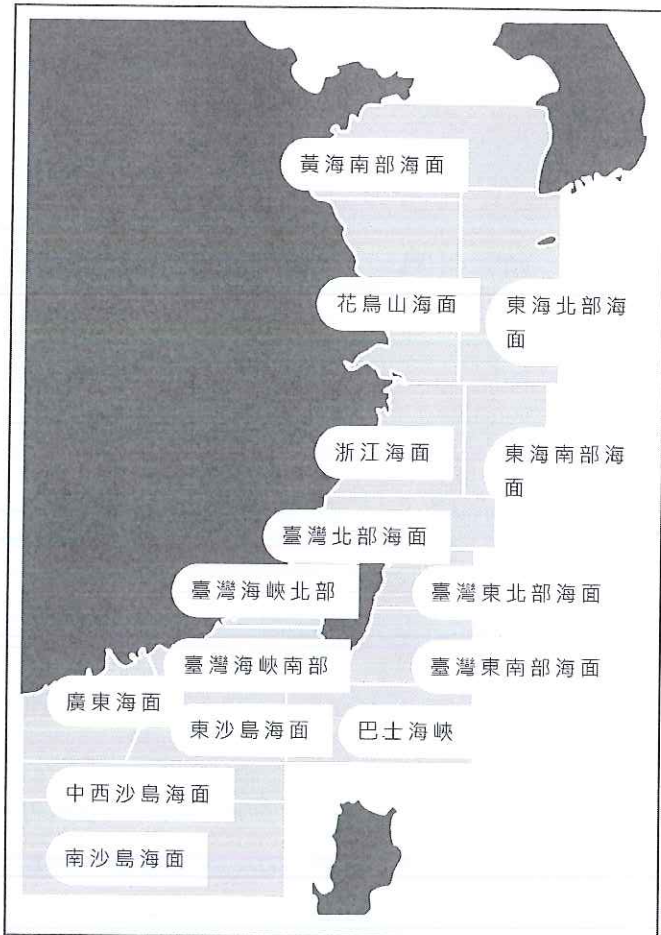 黃海南部海面
花鳥山海面
東海北部海
面
浙江海面
東海南部海
面
臺灣北部海面
臺灣海峽北部
臺灣東北部海面
臺灣海峽南部
臺灣東南部海面
廣東海面
東沙島海面
巴士海峽
中西沙島海面
南沙島海面